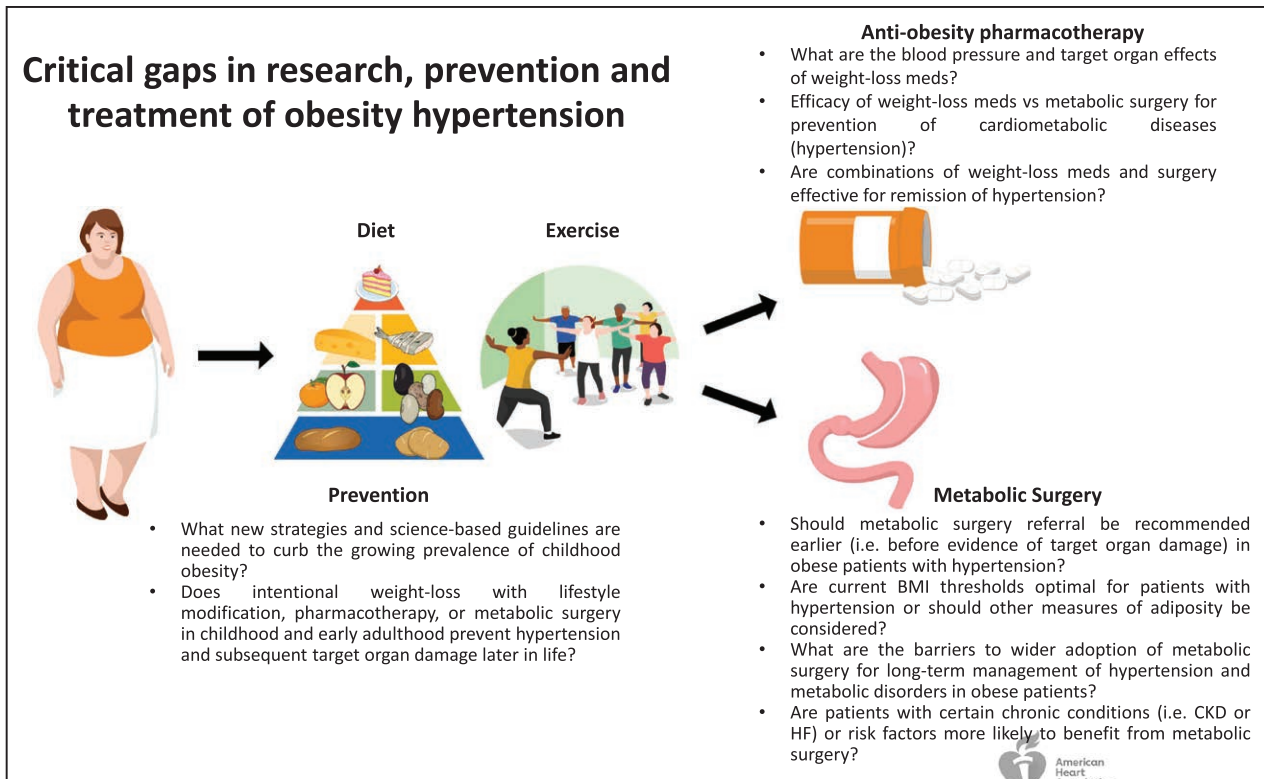 Critical gaps in research, prevention and
treatment of obesity hypertension
Anti-obesity pharmacotherapy
• What are the blood pressure and target organ effects
of weight-loss meds?
• Efficacy of weight-loss meds vs metabolic surgery for
prevention of cardiometabolic diseases
(hypertension)?
• Are combinations of weight-loss meds and surgery
effective for remission of hypertension?
Diet
Exercise
Prevention
• What new strategies and science-based guidelines are
needed to curb the growing prevalence of childhood
obesity?
• Does intentional weight-loss with lifestyle
modification, pharmacotherapy, or metabolic surgery
in childhood and early adulthood prevent hypertension
and subsequent target organ damage later in life?
Metabolic Surgery
• Should metabolic surgery referral be recommended
earlier (i.e. before evidence of target organ damage) in
obese patients with hypertension?
• Are current BMI thresholds optimal for patients with
hypertension or should other measures of adiposity be
considered?
• What are the barriers to wider adoption of metabolic
surgery for long-term management of hypertension and
metabolic disorders in obese patients?
• Are patients with certain chronic conditions (i.e. CKD or
HF) or risk factors more likely to benefit from metabolic
surgery?
American
Heart